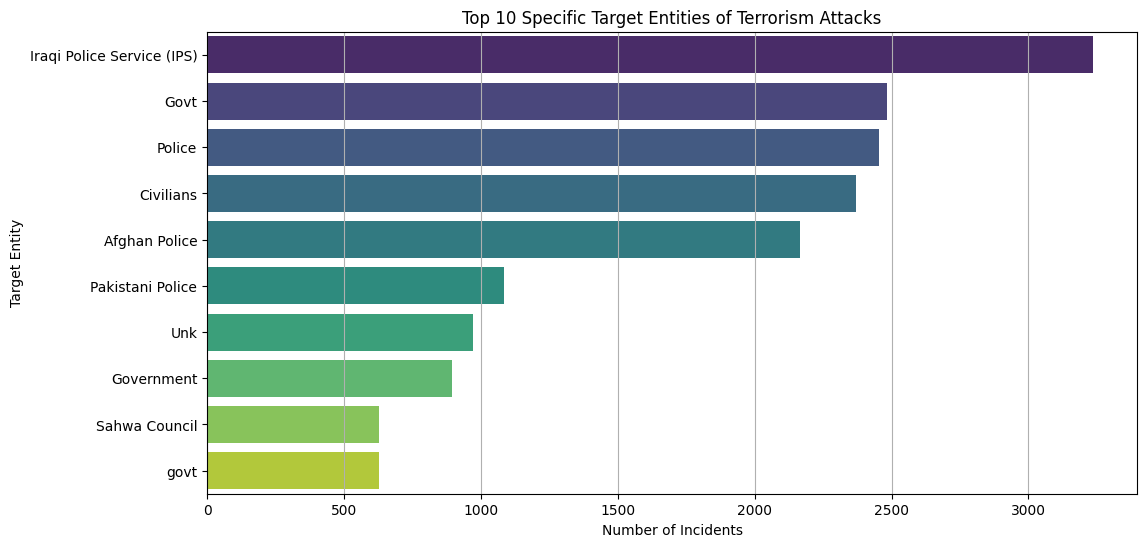 Top 10 Specific Target Entities of Terrorism Attacks
Target Entity
Iraqi Police Service (IPS)
Govt
Police
Civilians
Afghan Police
Pakistani Police
Unk
Government
Sahwa Council
govt
0 500 1000 1500 2000 2500 3000
Number of Incidents